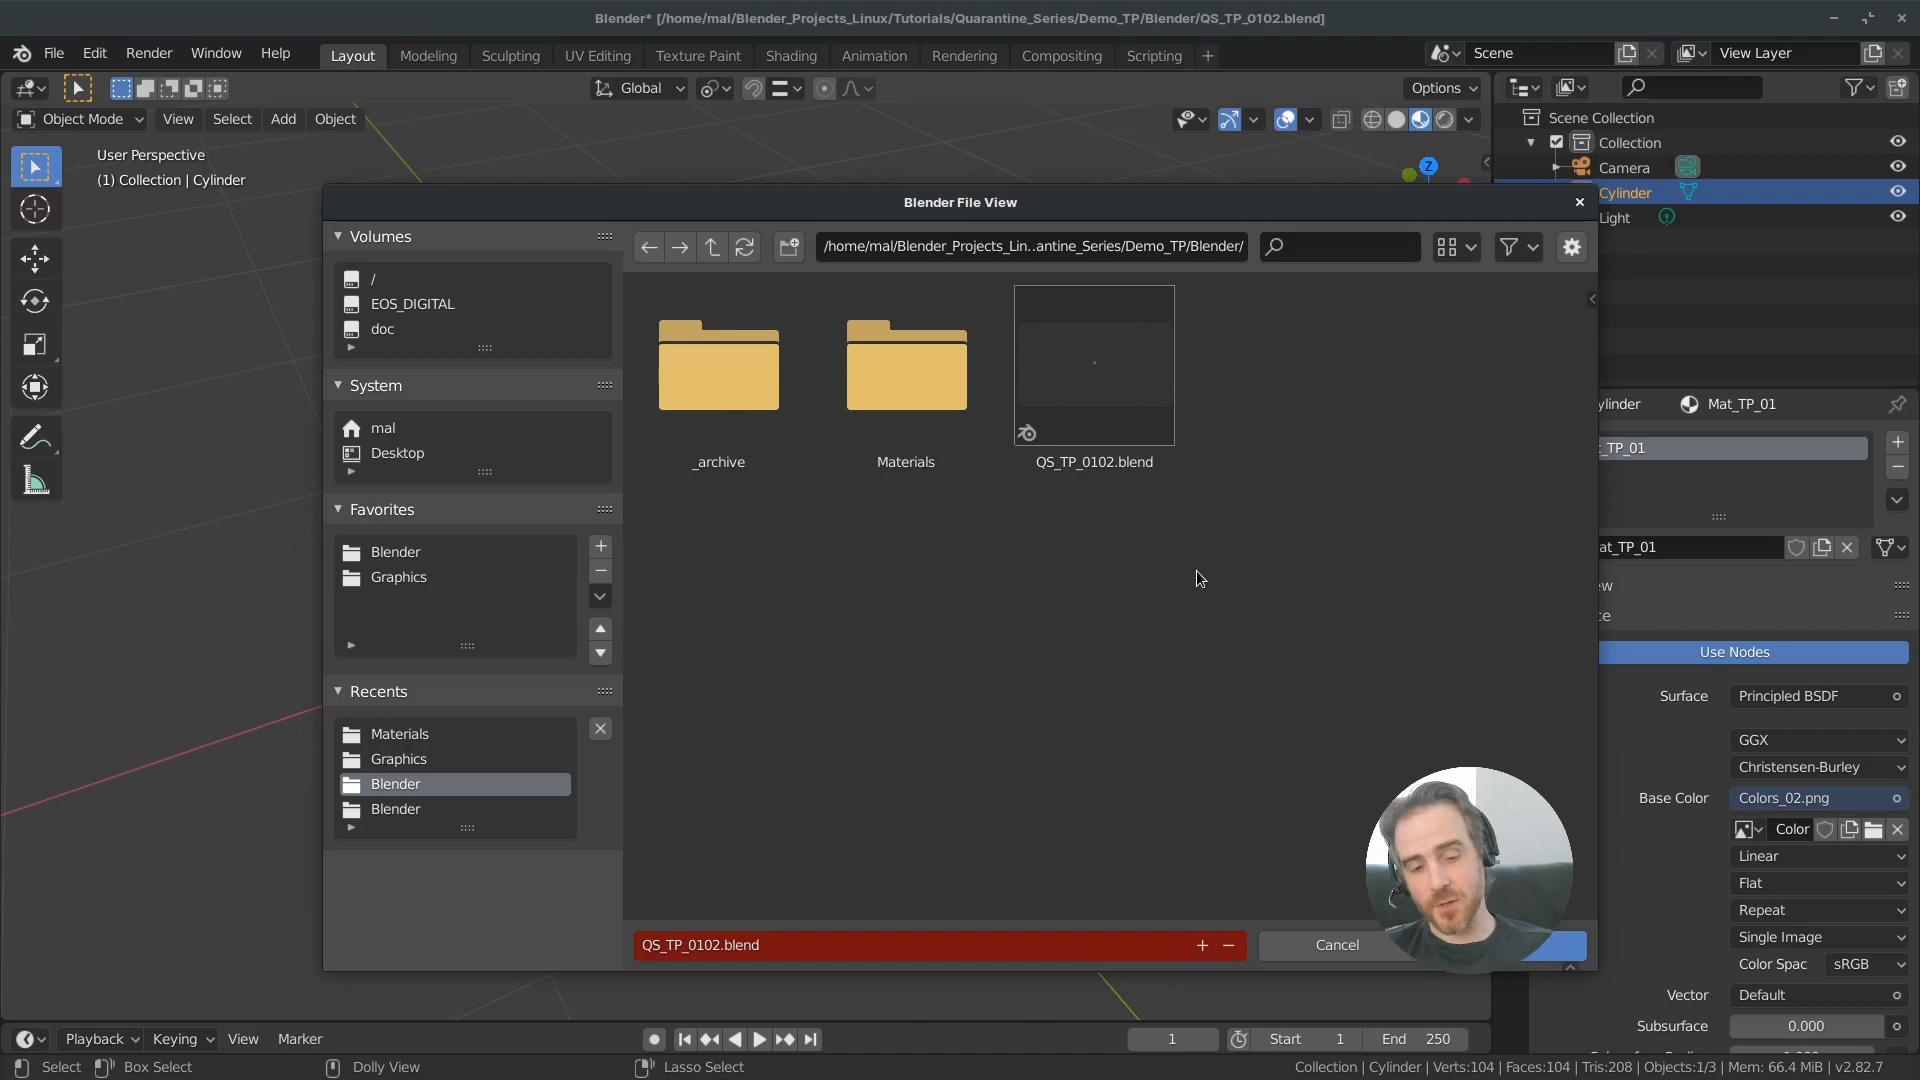 Blender* [/home/mal/Blender_Projects_Linux/Tutorials/Quarantine_Series/Demo_TP/Blender/QS_TP_0102.blend]
File Edit Render Window Help Layout Modeling Sculpting UV Editing Texture Paint Shading Animation Rendering Compositing Scripting Scene View Layer
Global Options
Object Mode View Select Add Object
User Perspective
(1) Collection | Cylinder
Z
Scene Collection
Collection
Camera
Cylinder
Light
Blender File View
Volumes
/
EOS_DIGITAL
doc
System
mal
Desktop
Favorites
Blender
Graphics
Recents
Materials
Graphics
Blender
Blender
/home/mal/Blender_Projects_Lin..antine_Series/Demo_TP/Blender/
_archive
Materials
QS_TP_0102.blend
QS_TP_0102.blend
Cancel
ylinder Mat_TP_01
t_TP_01
at_TP_01
ew
ce
Use Nodes
Surface Principled BSDF
GGX
Christensen-Burley
Base Color Colors_02.png
Color
Linear
Flat
Repeat
Single Image
Color Spac sRGB
Vector Default
Subsurface 0.000
Playback Keying View Marker 1 Start 1 End 250
Select Box Select Dolly View Lasso Select Collection | Cylinder | Verts:104 | Faces:104 | Tris:208 | Objects:1/3 | Mem: 66.4 MiB | v2.82.7